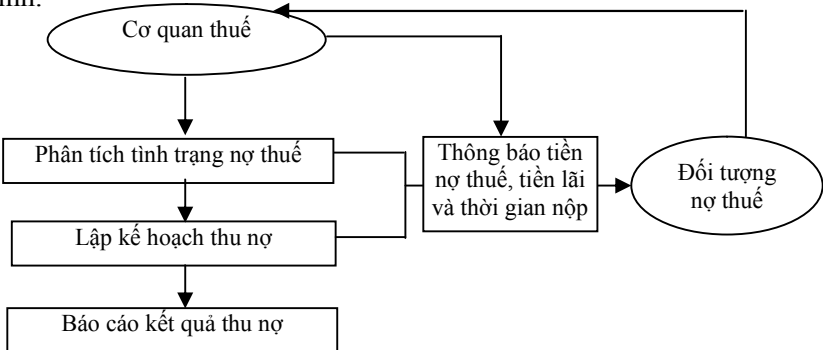 Cơ quan thuế
Phân tích tình trạng nợ thuế
Thông báo tiền
nợ thuế, tiền lãi
và thời gian nộp
Đối tượng
nợ thuế
Lập kế hoạch thu nợ
Báo cáo kết quả thu nợ